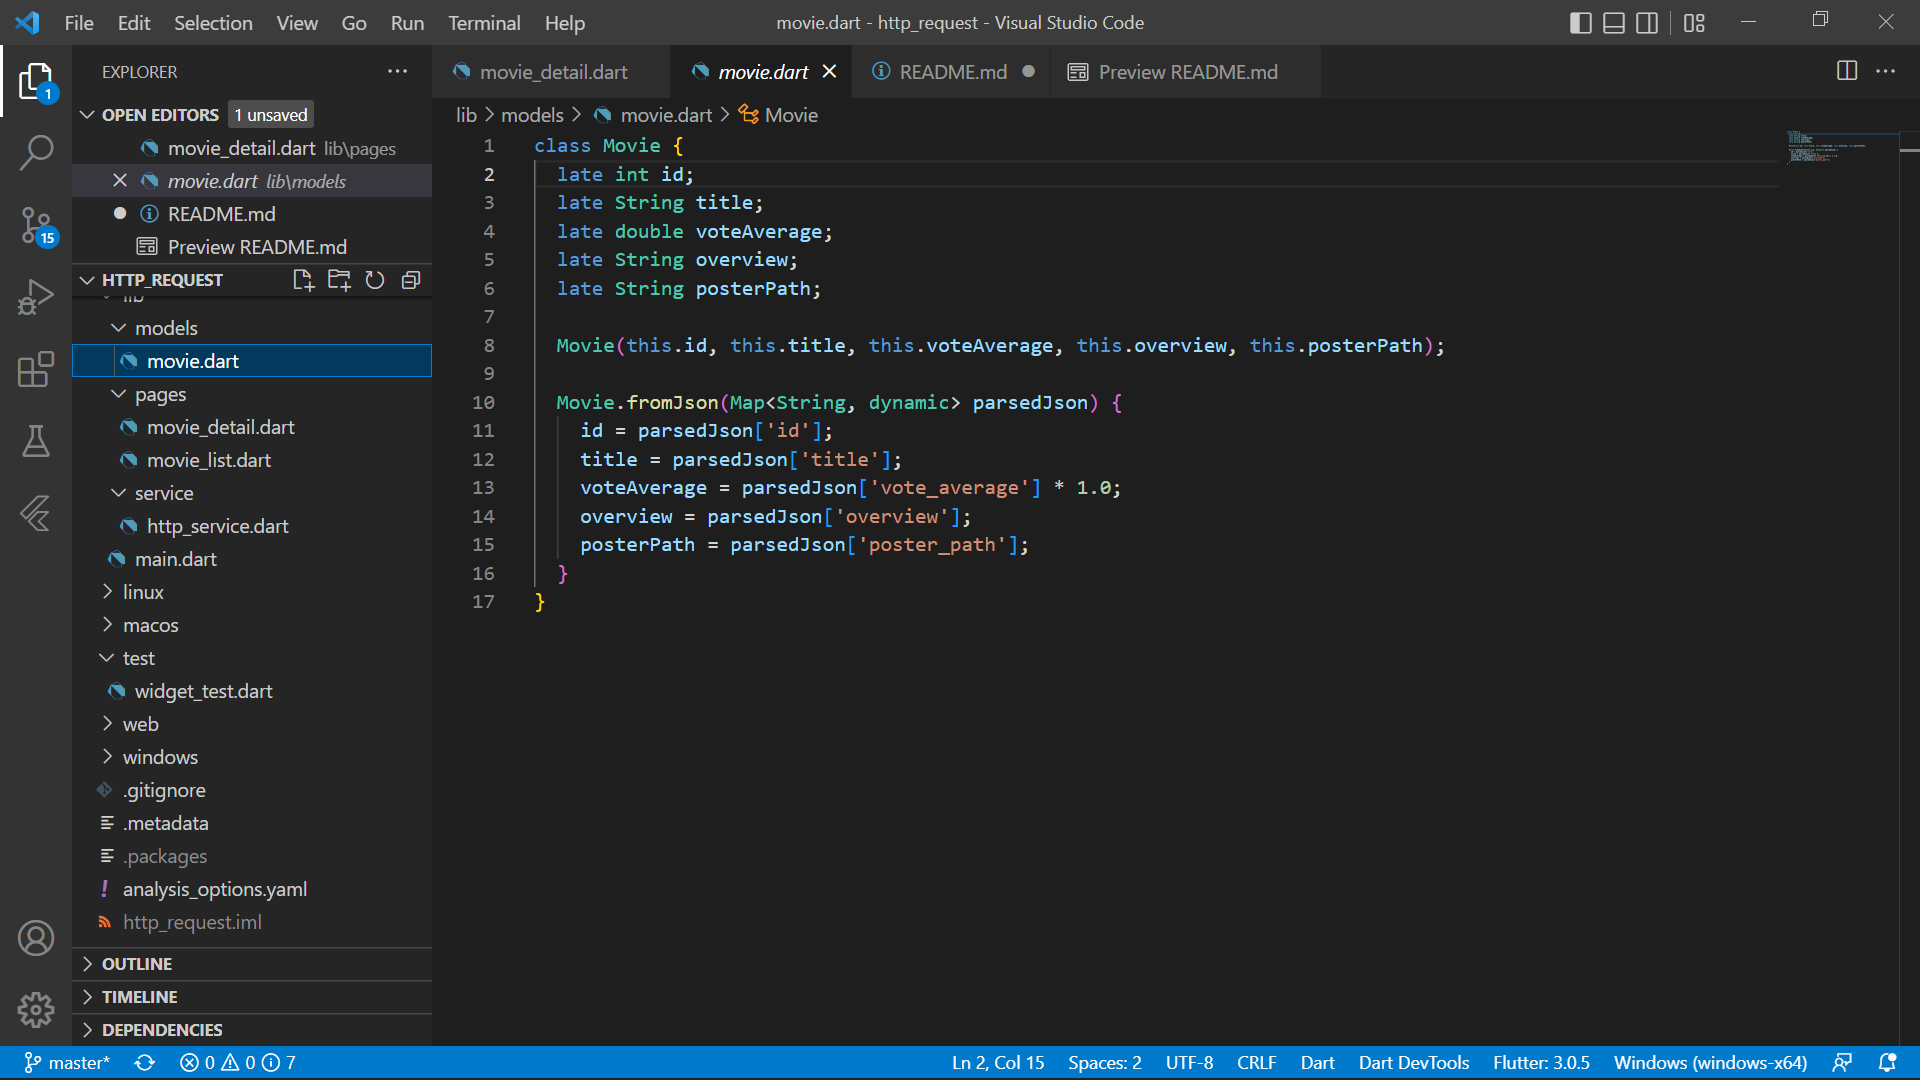 File Edit Selection View Go Run Terminal Help
movie.dart - http_request - Visual Studio Code
EXPLORER
OPEN EDITORS 1 unsaved
movie_detail.dart lib\pages
movie.dart lib\models
README.md
Preview README.md
HTTP_REQUEST
lib
models
movie.dart
pages
movie_detail.dart
movie_list.dart
service
http_service.dart
main.dart
linux
macos
test
widget_test.dart
web
windows
.gitignore
.metadata
.packages
analysis_options.yaml
http_request.iml
OUTLINE
TIMELINE
DEPENDENCIES
1
15
movie_detail.dart movie.dart README.md Preview README.md
lib > models > movie.dart > Movie
1 class Movie {
2 late int id;
3 late String title;
4 late double voteAverage;
5 late String overview;
6 late String posterPath;
7
8 Movie(this.id, this.title, this.voteAverage, this.overview, this.posterPath);
9
10 Movie.fromJson(Map<String, dynamic> parsedJson) {
11 id = parsedJson['id'];
12 title = parsedJson['title'];
13 voteAverage = parsedJson['vote_average'] * 1.0;
14 overview = parsedJson['overview'];
15 posterPath = parsedJson['poster_path'];
16 }
17 }
master* 0 0 7
Ln 2, Col 15 Spaces: 2 UTF-8 CRLF Dart Dart DevTools Flutter: 3.0.5 Windows (windows-x64)